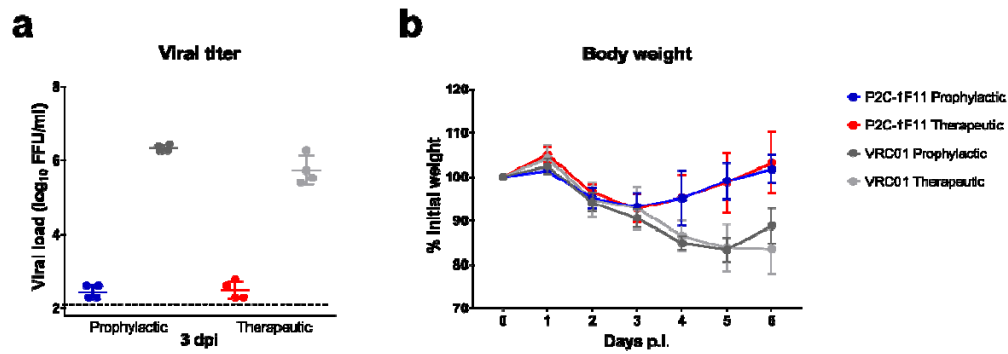 a
Viral titer
Viral load (log10 FFU/ml)
8
6
4
2
Prophylactic
Therapeutic
3 dpi
b
Body weight
% initial weight
120
110
100
90
80
70
0 1 2 3 4 5 6
Days p.i.
P2C-1F11 Prophylactic
P2C-1F11 Therapeutic
VRC01 Prophylactic
VRC01 Therapeutic